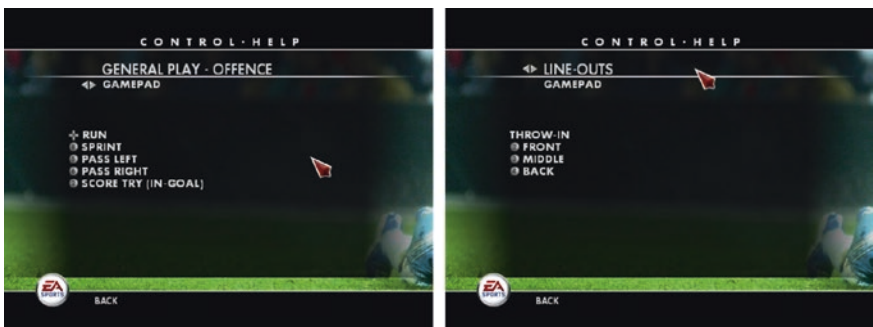 CONTROL·HELP
GENERAL PLAY - OFFENCE
GAMEPAD
RUN
SPRINT
PASS LEFT
PASS RIGHT
SCORE TRY (IN-GOAL)
EA
SPORTS
BACK
CONTROL·HELP
LINE-OUTS
GAMEPAD
THROW-IN
FRONT
MIDDLE
BACK
EA
SPORTS
BACK